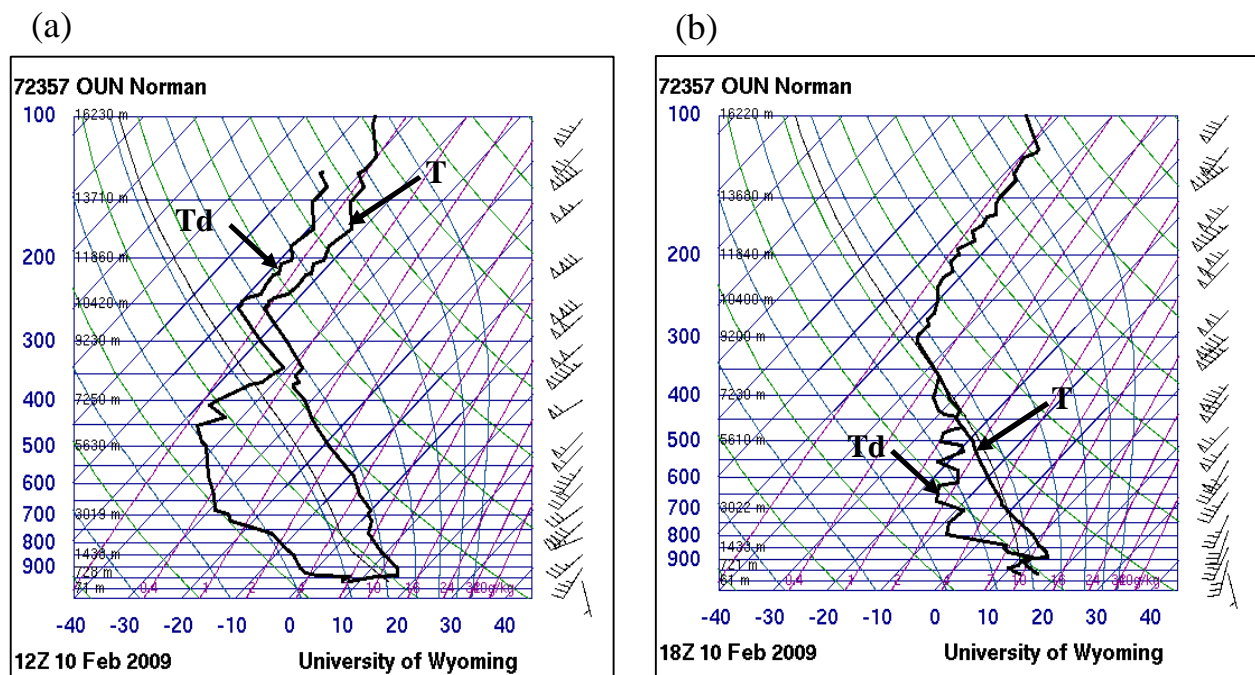 (a)
72357 OUN Norman
100 16230 m
13710 m
200 11860 m
10420 m
300 9230 m
400 7250 m
500 5630 m
600
700 3019 m
800
1438 m
900 728 m
71 m
0.4 1 2 4 7 10 16 24 g/kg
-40 -30 -20 -10 0 10 20 30 40
12Z 10 Feb 2009 University of Wyoming
Td
T
(b)
72357 OUN Norman
100 16220 m
13680 m
200 11840 m
10400 m
300 9200 m
400 7230 m
500 5610 m
600
700 3022 m
800
1433 m
900 721 m
61 m
0.4 1 2 4 7 10 16 24 g/kg
-40 -30 -20 -10 0 10 20 30 40
18Z 10 Feb 2009 University of Wyoming
Td
T